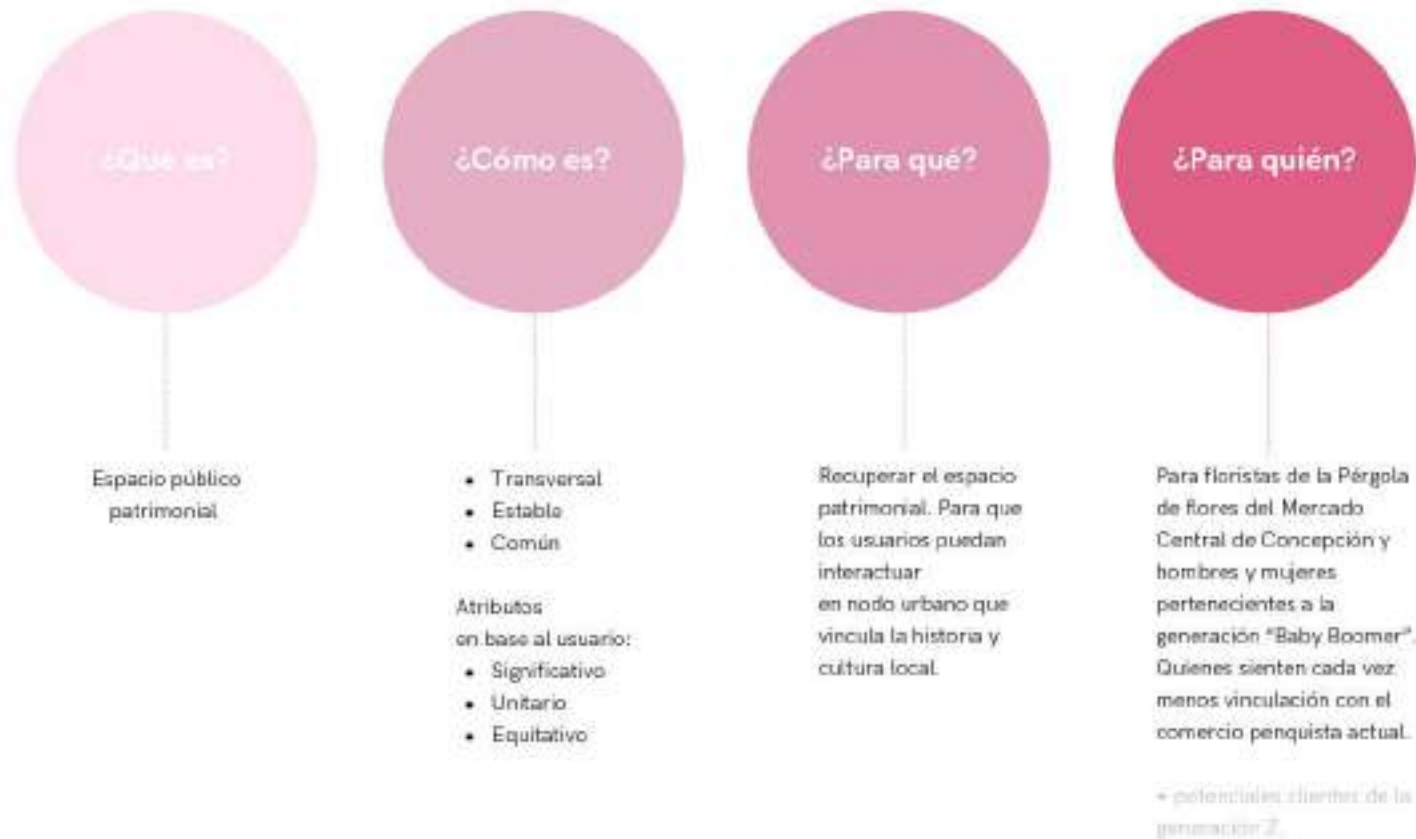 ¿Qué es?
Espacio público
patrimonial
¿Cómo es?
• Transversal
• Estable
• Común
Atributos
en base al usuario:
• Significativo
• Unitario
• Equitativo
¿Para qué?
Recuperar el espacio
patrimonial. Para que
los usuarios puedan
interactuar
en nodo urbano que
vincula la historia y
cultura local.
¿Para quién?
Para floristas de la Pérgola
de flores del Mercado
Central de Concepción y
hombres y mujeres
pertenecientes a la
generación "Baby Boomer".
Quienes sienten cada vez
menos vinculación con el
comercio penquista actual.
+ potenciales clientes de la
generación Z.